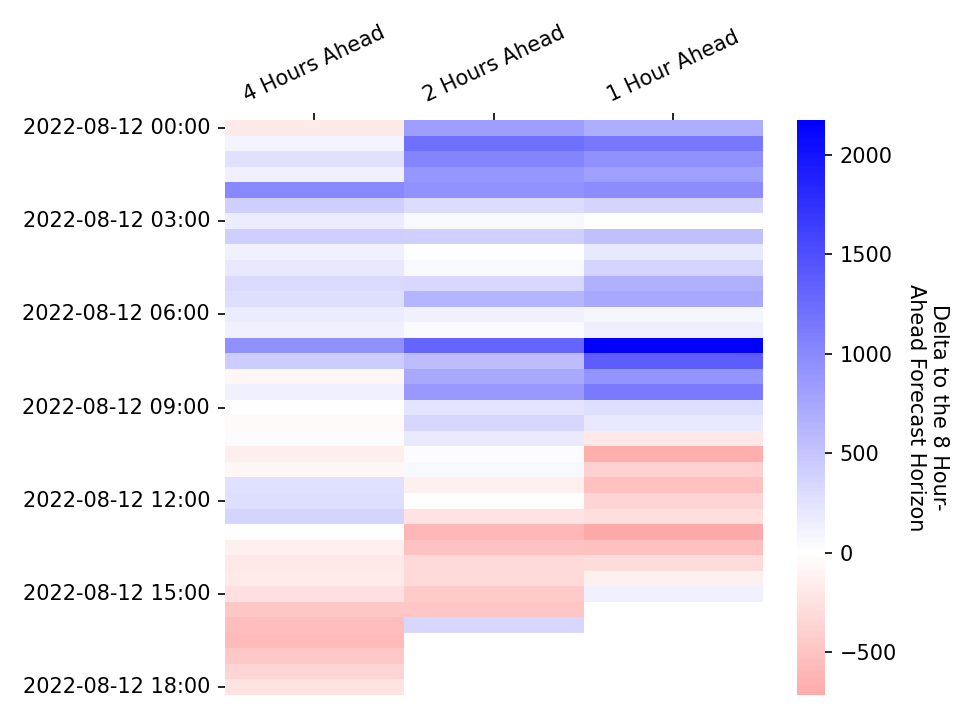 4 Hours Ahead
2 Hours Ahead
1 Hour Ahead
2022-08-12 00:00
2022-08-12 03:00
2022-08-12 06:00
2022-08-12 09:00
2022-08-12 12:00
2022-08-12 15:00
2022-08-12 18:00
2000
1500
1000
500
0
−500
Delta to the 8 Hour-
Ahead Forecast Horizon